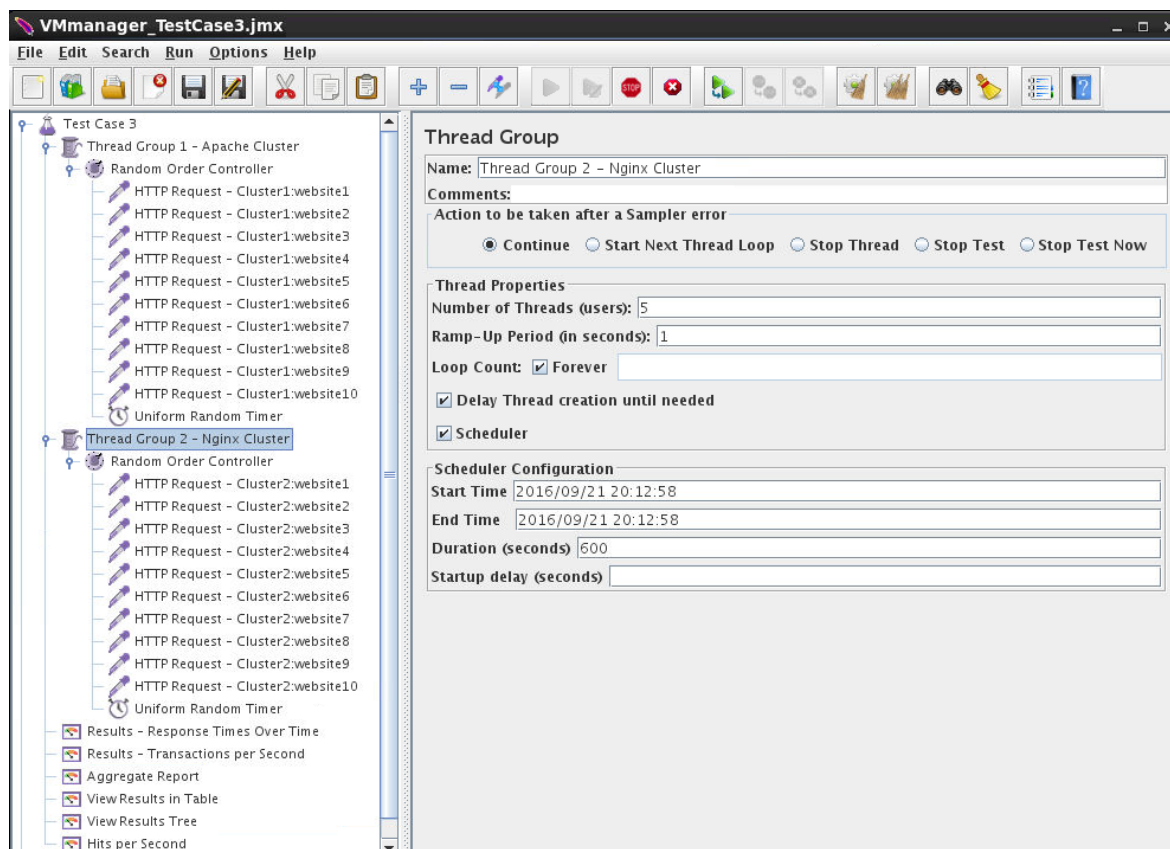 VMmanager_TestCase3.jmx
File Edit Search Run Options Help
STOP
?
Test Case 3
Thread Group 1 - Apache Cluster
Random Order Controller
HTTP Request - Cluster1:website1
HTTP Request - Cluster1:website2
HTTP Request - Cluster1:website3
HTTP Request - Cluster1:website4
HTTP Request - Cluster1:website5
HTTP Request - Cluster1:website6
HTTP Request - Cluster1:website7
HTTP Request - Cluster1:website8
HTTP Request - Cluster1:website9
HTTP Request - Cluster1:website10
Uniform Random Timer
Thread Group 2 - Nginx Cluster
Random Order Controller
HTTP Request - Cluster2:website1
HTTP Request - Cluster2:website2
HTTP Request - Cluster2:website3
HTTP Request - Cluster2:website4
HTTP Request - Cluster2:website5
HTTP Request - Cluster2:website6
HTTP Request - Cluster2:website7
HTTP Request - Cluster2:website8
HTTP Request - Cluster2:website9
HTTP Request - Cluster2:website10
Uniform Random Timer
Results - Response Times Over Time
Results - Transactions per Second
Aggregate Report
View Results in Table
View Results Tree
Hits per Second
Thread Group
Name: Thread Group 2 - Nginx Cluster
Comments:
Action to be taken after a Sampler error
Continue Start Next Thread Loop Stop Thread Stop Test Stop Test Now
Thread Properties
Number of Threads (users): 5
Ramp-Up Period (in seconds): 1
Loop Count: Forever
Delay Thread creation until needed
Scheduler
Scheduler Configuration
Start Time 2016/09/21 20:12:58
End Time 2016/09/21 20:12:58
Duration (seconds) 600
Startup delay (seconds)